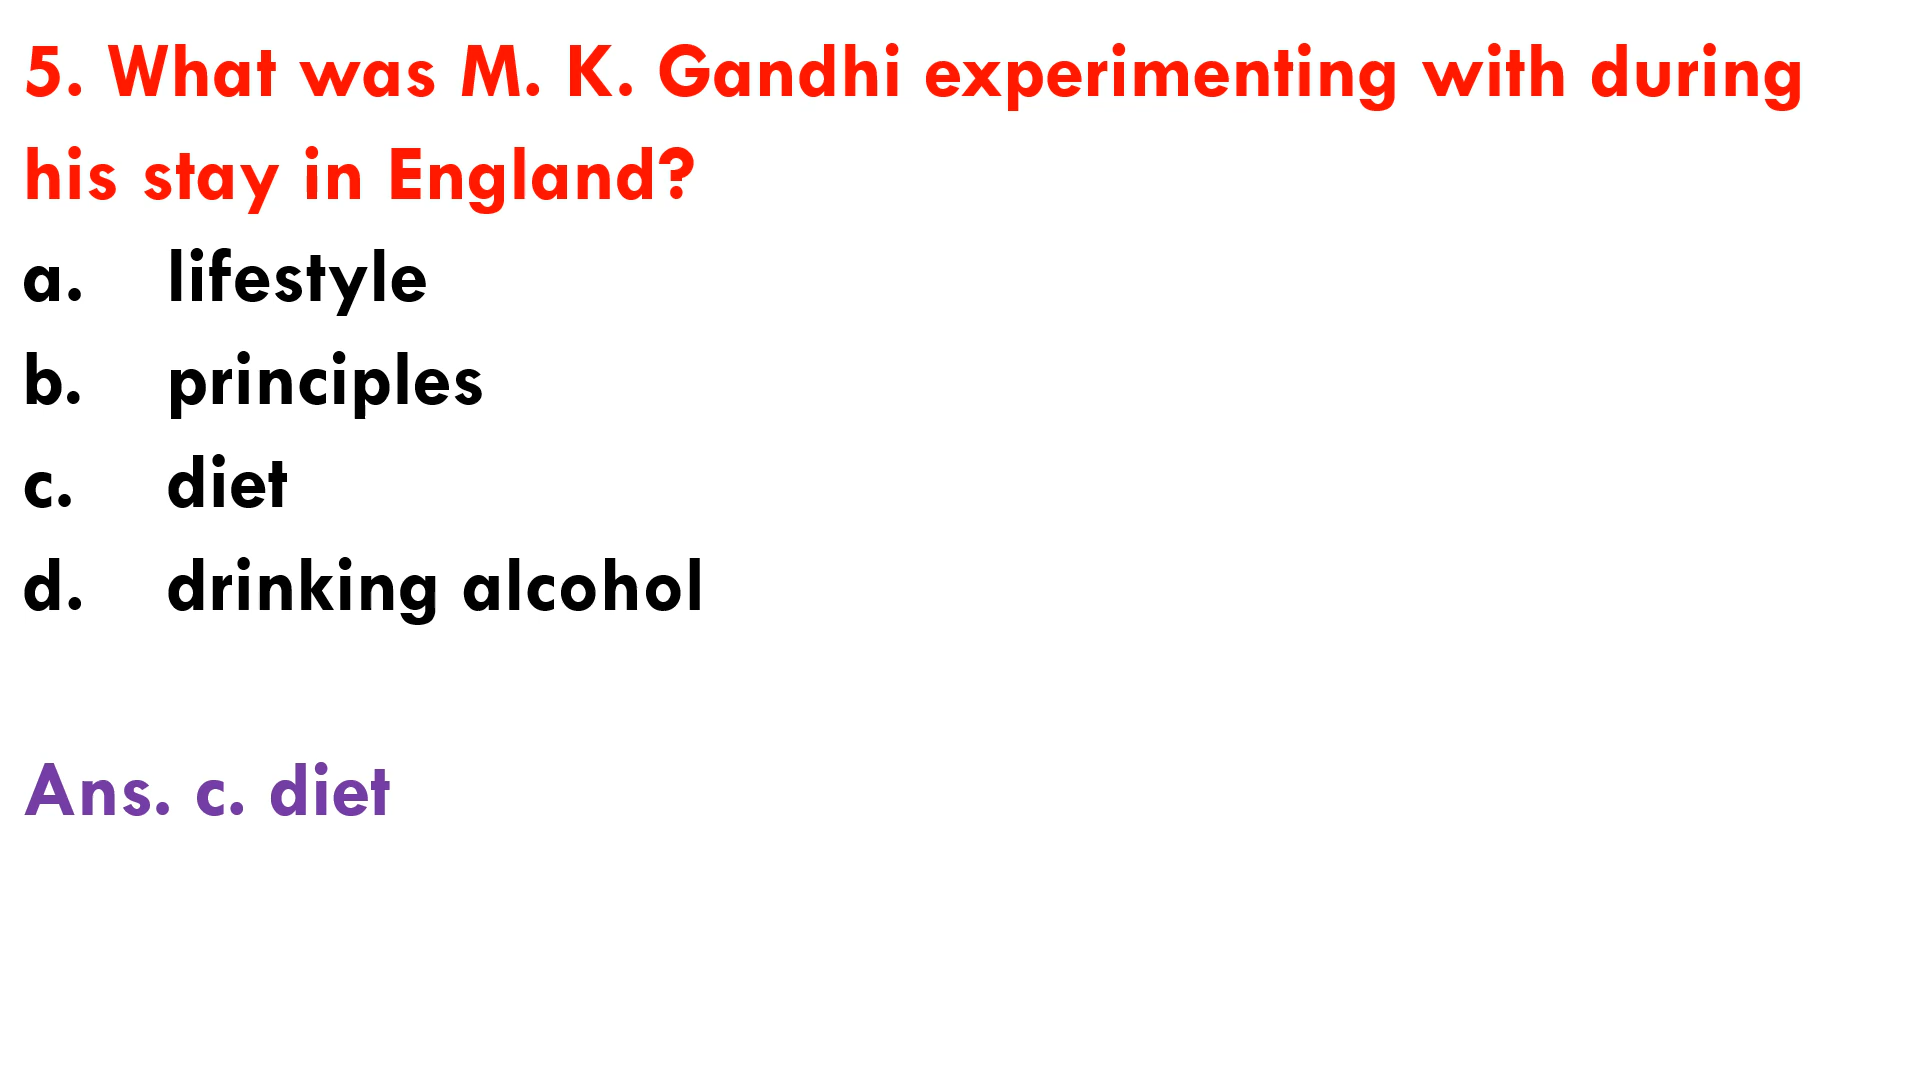 5. What was M. K. Gandhi experimenting with during
his stay in England?
a. lifestyle
b. principles
c. diet
d. drinking alcohol
Ans. c. diet